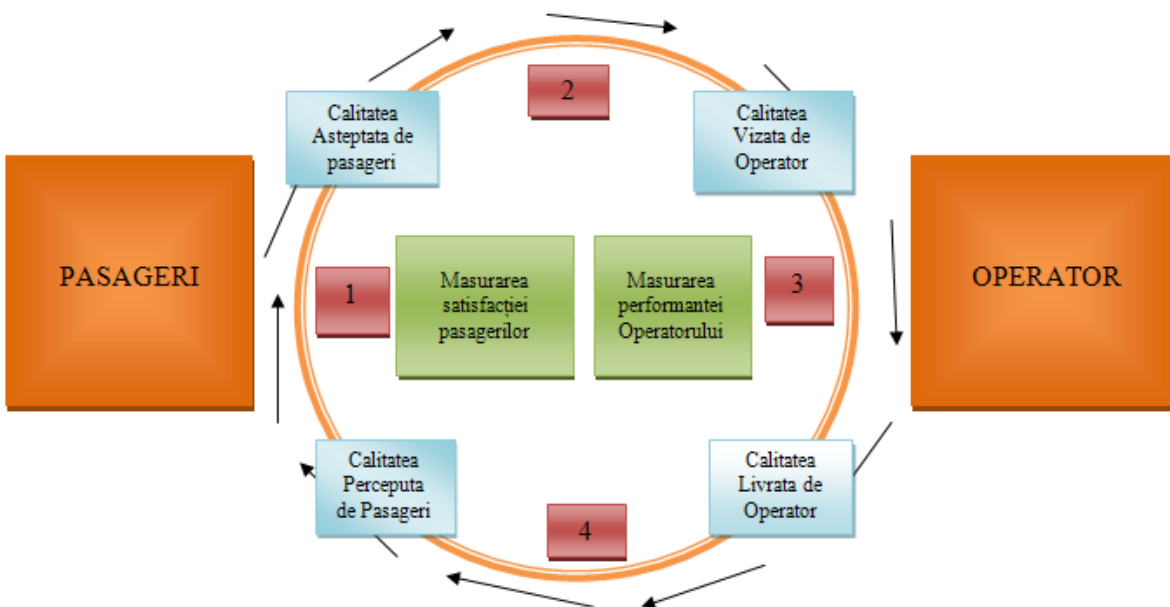 2
Calitatea
Asteptata de
pasageri
Calitatea
Vizata de
Operator
PASAGERI
1
Masurarea
satisfacției
pasagerilor
Masurarea
performantei
Operatorului
3
OPERATOR
Calitatea
Perceputa
de Pasageri
4
Calitatea
Livrata de
Operator